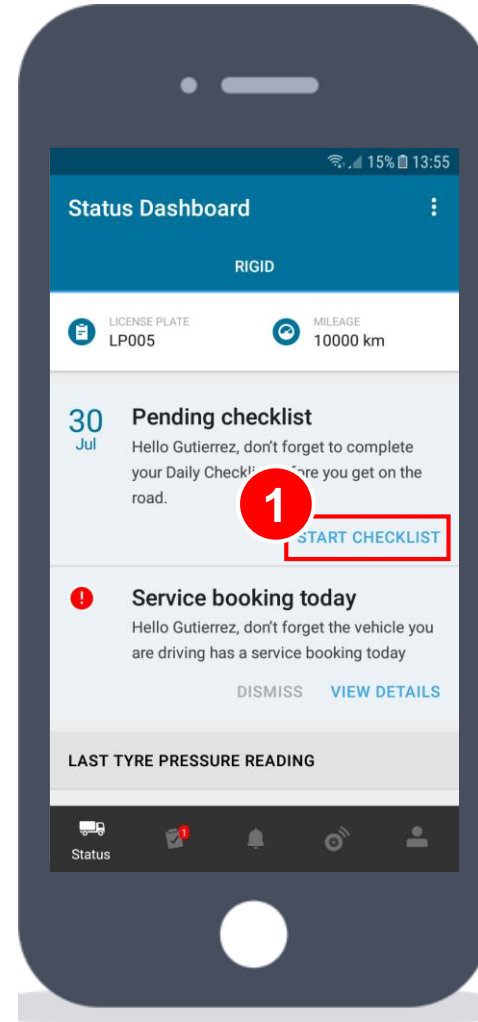 15% 13:55
Status Dashboard
RIGID
LICENSE PLATE
LP005
MILEAGE
10000 km
30
Jul
Pending checklist
Hello Gutierrez, don't forget to complete
your Daily you get on the
road.
1
START CHECKLIST
Service booking today
Hello Gutierrez, don't forget the vehicle you
are driving has a service booking today
DISMISS VIEW DETAILS
LAST TYRE PRESSURE READING
1
Status